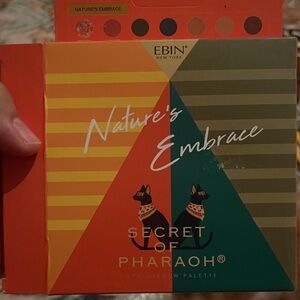 NATURE'S EMBRACE
EBIN
NEW YORK
Nature's
Embrace
SECRET
OF
PHARAOH®
EYESHADOW PALETTE